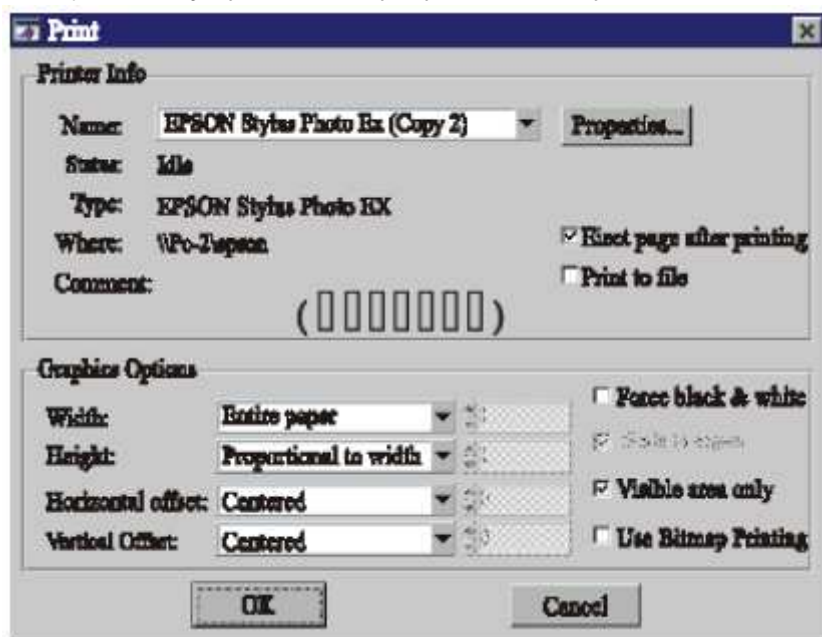 Print
Printer Info
Name: EPSON Stylus Photo Ex (Copy 2) Properties...
Status: Idle
Type: EPSON Stylus Photo EX
Where: \\Pc-2\epson Eject page after printing
Comment: Print to file
Graphics Options
Width: Entire paper Force black & white
Height: Proportional to width
Horizontal offset: Centered Visible area only
Vertical Offset: Centered Use Bitmap Printing
OK Cancel